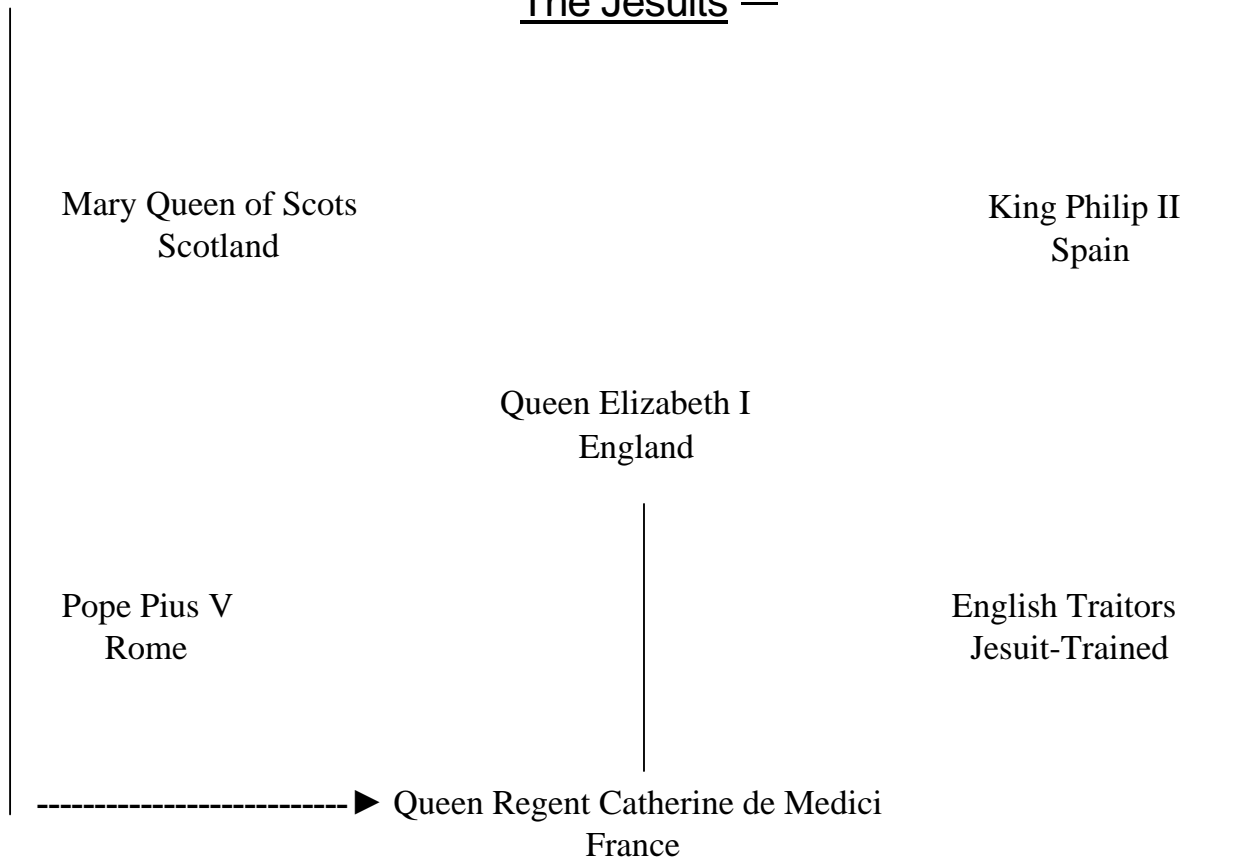 The Jesuits —
Mary Queen of Scots
Scotland
King Philip II
Spain
Queen Elizabeth I
England
Pope Pius V
Rome
English Traitors
Jesuit-Trained
--------------------------► Queen Regent Catherine de Medici
France